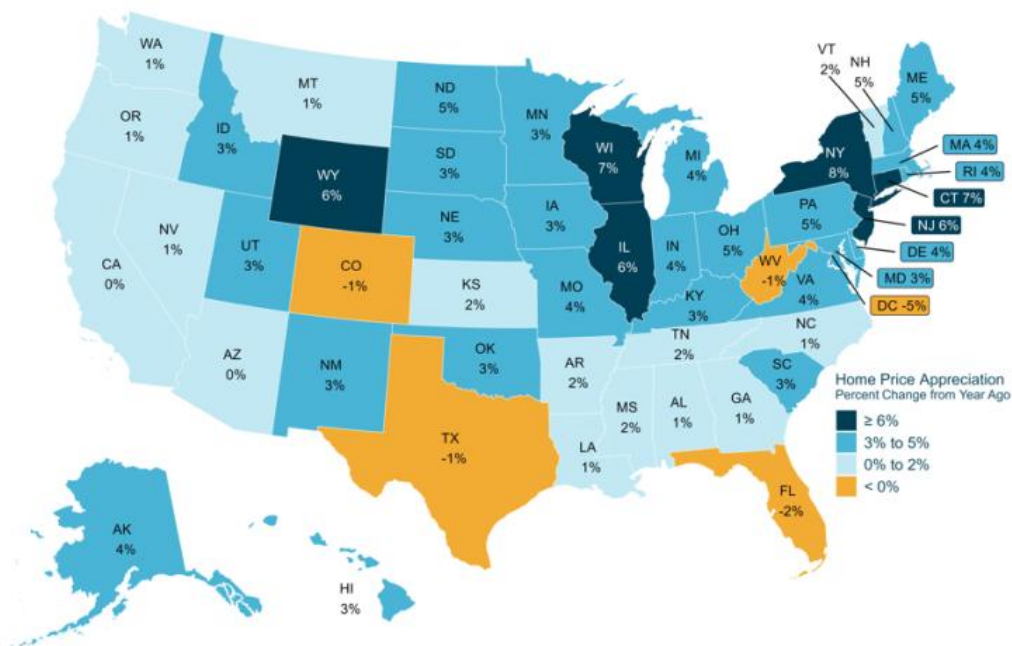 WA
1%
OR
1%
CA
0%
NV
1%
ID
3%
MT
1%
WY
6%
UT
3%
AZ
0%
CO
-1%
NM
3%
ND
5%
SD
3%
NE
3%
KS
2%
OK
3%
TX
-1%
MN
3%
IA
3%
MO
4%
AR
2%
LA
1%
WI
7%
IL
6%
MI
4%
IN
4%
OH
5%
KY
3%
TN
2%
MS
2%
AL
1%
GA
1%
FL
-2%
SC
3%
NC
1%
VA
4%
WV
-1%
PA
5%
NY
8%
VT
2%
NH
5%
ME
5%
MA 4%
RI 4%
CT 7%
NJ 6%
DE 4%
MD 3%
DC -5%
AK
4%
HI
3%
Home Price Appreciation
Percent Change from Year Ago
≥ 6%
3% to 5%
0% to 2%
< 0%